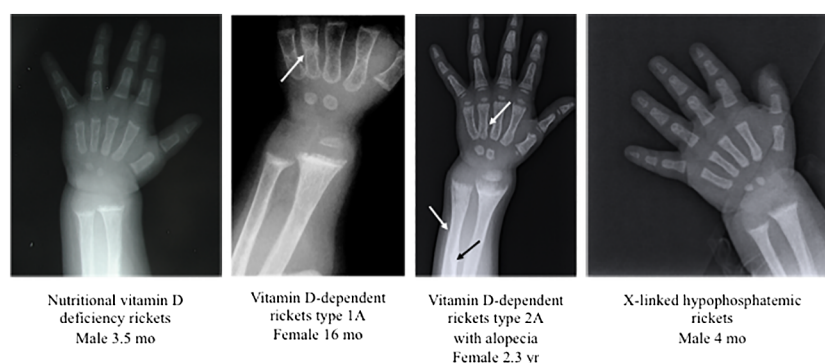 Nutritional vitamin D
deficiency rickets
Male 3.5 mo
Vitamin D-dependent
rickets type 1A
Female 16 mo
Vitamin D-dependent
rickets type 2A
with alopecia
Female 2.3 yr
X-linked hypophosphatemic
rickets
Male 4 mo